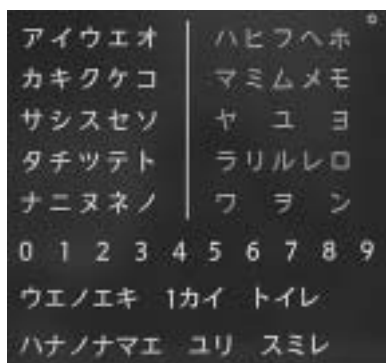 アイウエオ ハヒフヘホ
カキクケコ マミムメモ
サシスセソ ヤ ユ ヨ
タチツテト ラリルレロ
ナニヌネノ ワ ヲ ン
0 1 2 3 4 5 6 7 8 9
ウエノエキ 1カイ トイレ
ハナノナマエ ユリ スミレ